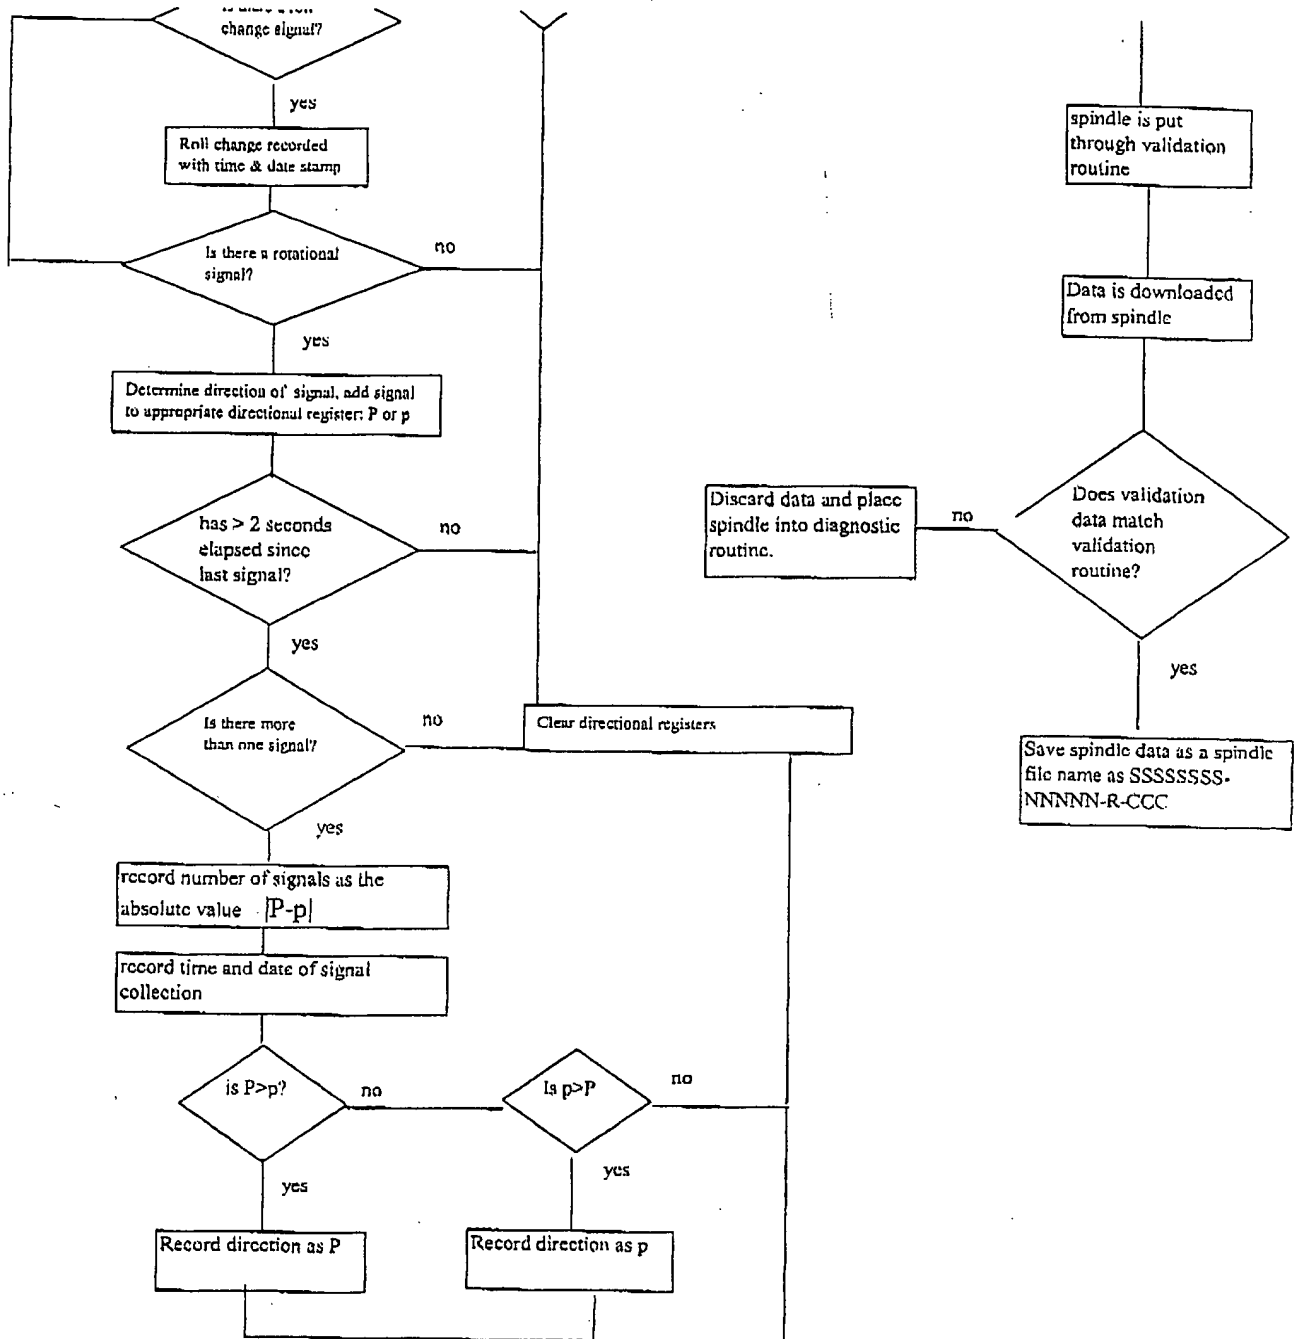 change signal?
yes
Roll change recorded
with time & date stamp
Is there a rotational
signal?
no
yes
Determine direction of signal, add signal
to appropriate directional register: P or p
has > 2 seconds
elapsed since
last signal?
no
yes
Is there more
than one signal?
no
Clear directional registers
yes
record number of signals as the
absolute value |P-p|
record time and date of signal
collection
is P>p?
no
Is p>P
no
yes
yes
Record direction as P
Record direction as p
spindle is put
through validation
routine
Data is downloaded
from spindle
Does validation
data match
validation
routine?
no
Discard data and place
spindle into diagnostic
routine.
yes
Save spindle data as a spindle
file name as SSSSSSSS-
NNNNN-R-CCC